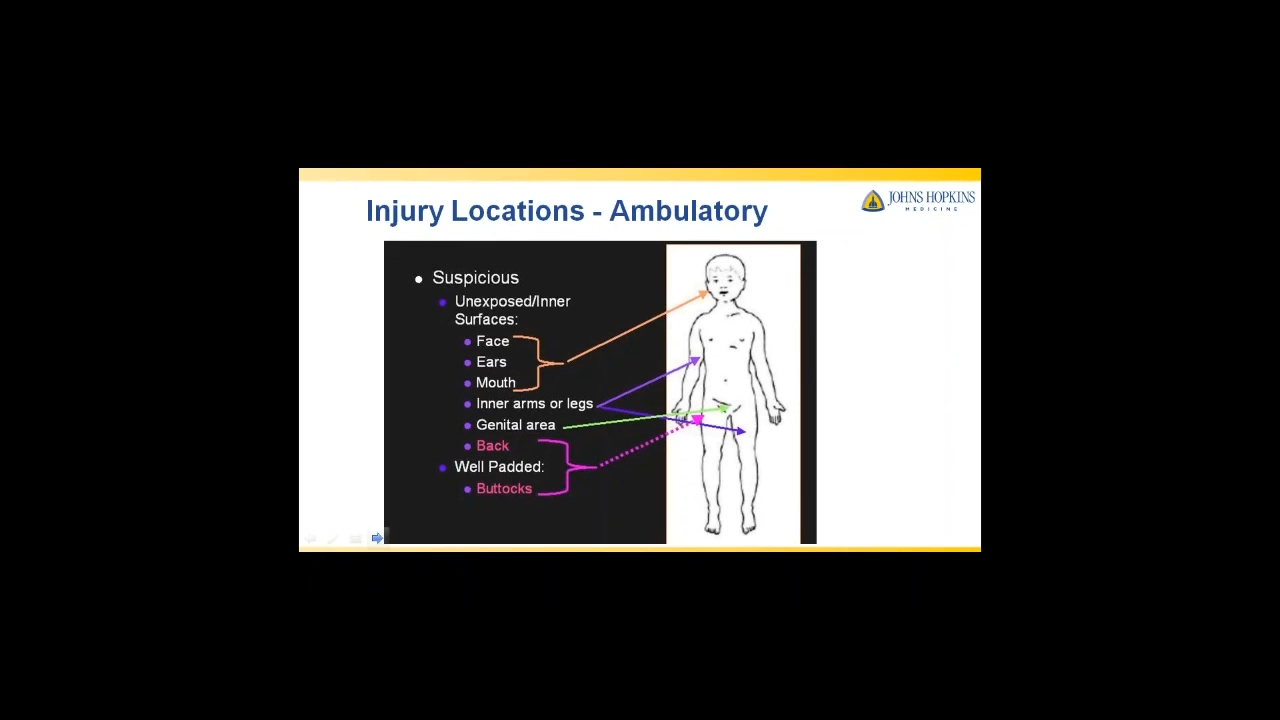 Injury Locations - Ambulatory
JOHNS HOPKINS
MEDICINE
Suspicious
Unexposed/Inner
Surfaces:
Face
Ears
Mouth
Inner arms or legs
Genital area
Back
Well Padded:
Buttocks